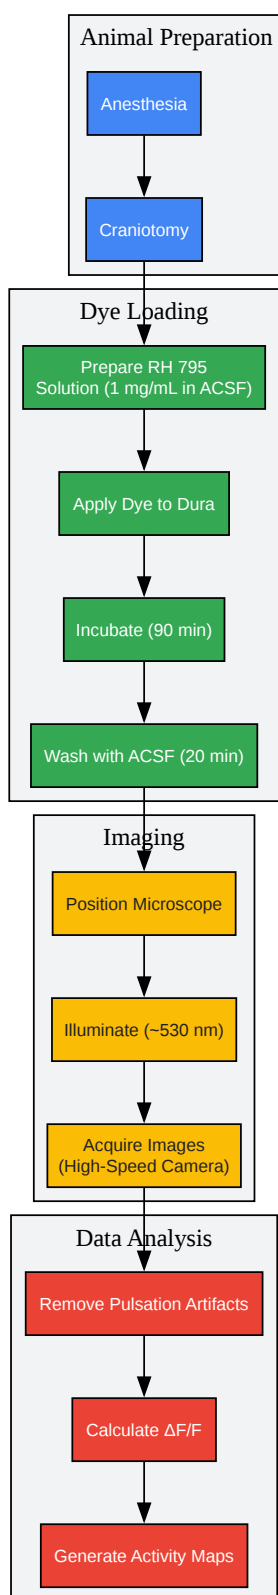 Animal Preparation
Anesthesia
Craniotomy
Dye Loading
Prepare RH 795
Solution (1 mg/mL in ACSF)
Apply Dye to Dura
Incubate (90 min)
Wash with ACSF (20 min)
Imaging
Position Microscope
Illuminate (~530 nm)
Acquire Images
(High-Speed Camera)
Data Analysis
Remove Pulsation Artifacts
Calculate ΔF/F
Generate Activity Maps